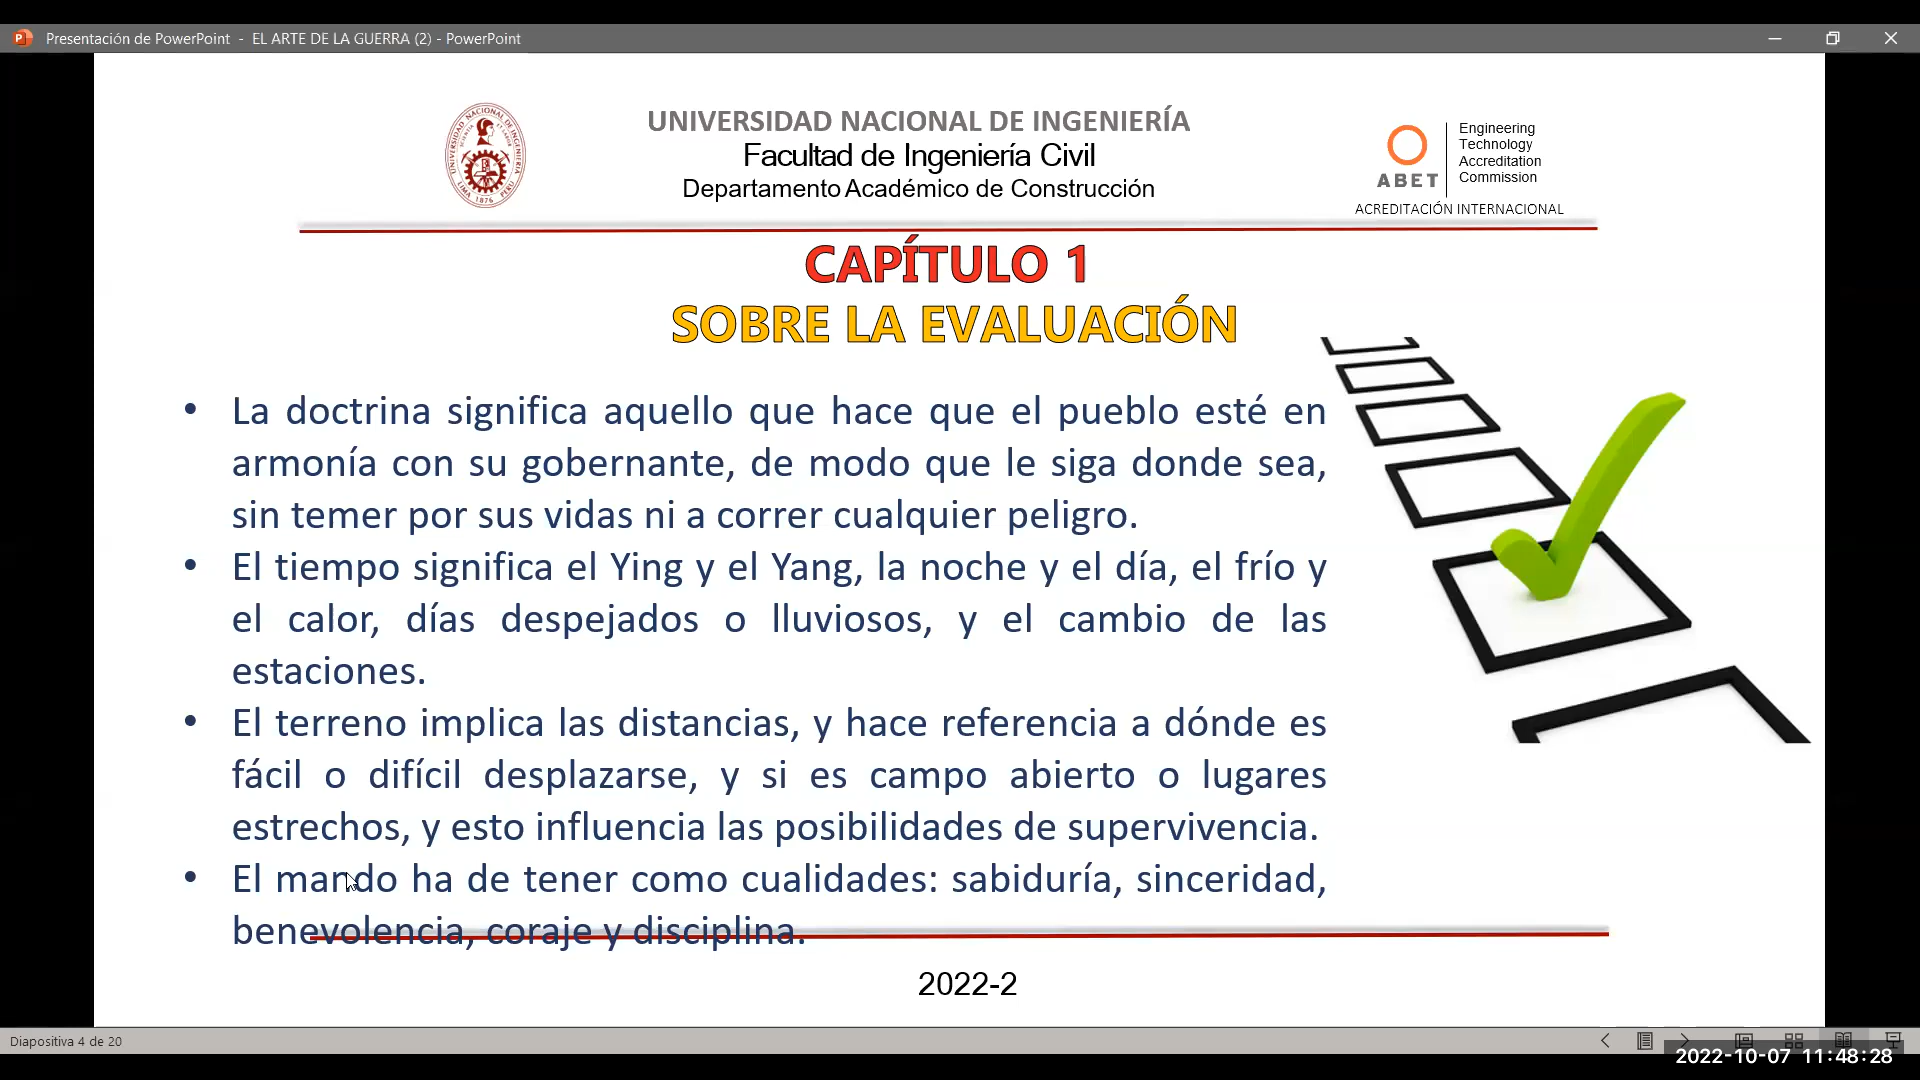 Presentación de PowerPoint - EL ARTE DE LA GUERRA (2) - PowerPoint
UNIVERSIDAD NACIONAL DE INGENIERÍA
LIMA 1876 PERU
UNIVERSIDAD NACIONAL DE INGENIERÍA
Facultad de Ingeniería Civil
Departamento Académico de Construcción
ABET
Engineering
Technology
Accreditation
Commission
ACREDITACIÓN INTERNACIONAL
CAPÍTULO 1
SOBRE LA EVALUACIÓN
• La doctrina significa aquello que hace que el pueblo esté en
armonía con su gobernante, de modo que le siga donde sea,
sin temer por sus vidas ni a correr cualquier peligro.
• El tiempo significa el Ying y el Yang, la noche y el día, el frío y
el calor, días despejados o lluviosos, y el cambio de las
estaciones.
• El terreno implica las distancias, y hace referencia a dónde es
fácil o difícil desplazarse, y si es campo abierto o lugares
estrechos, y esto influencia las posibilidades de supervivencia.
• El mando ha de tener como cualidades: sabiduría, sinceridad,
benevolencia, coraje y disciplina.
2022-2
Diapositiva 4 de 20
2022-10-07 11:48:28